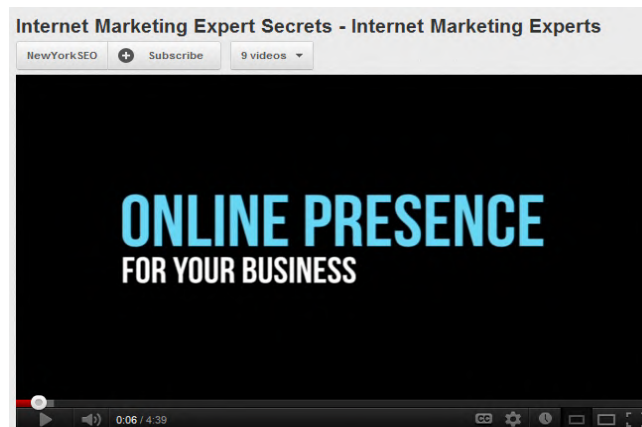 Internet Marketing Expert Secrets - Internet Marketing Experts
NewYorkSEO Subscribe 9 videos
ONLINE PRESENCE
FOR YOUR BUSINESS
0:06 / 4:39 CC